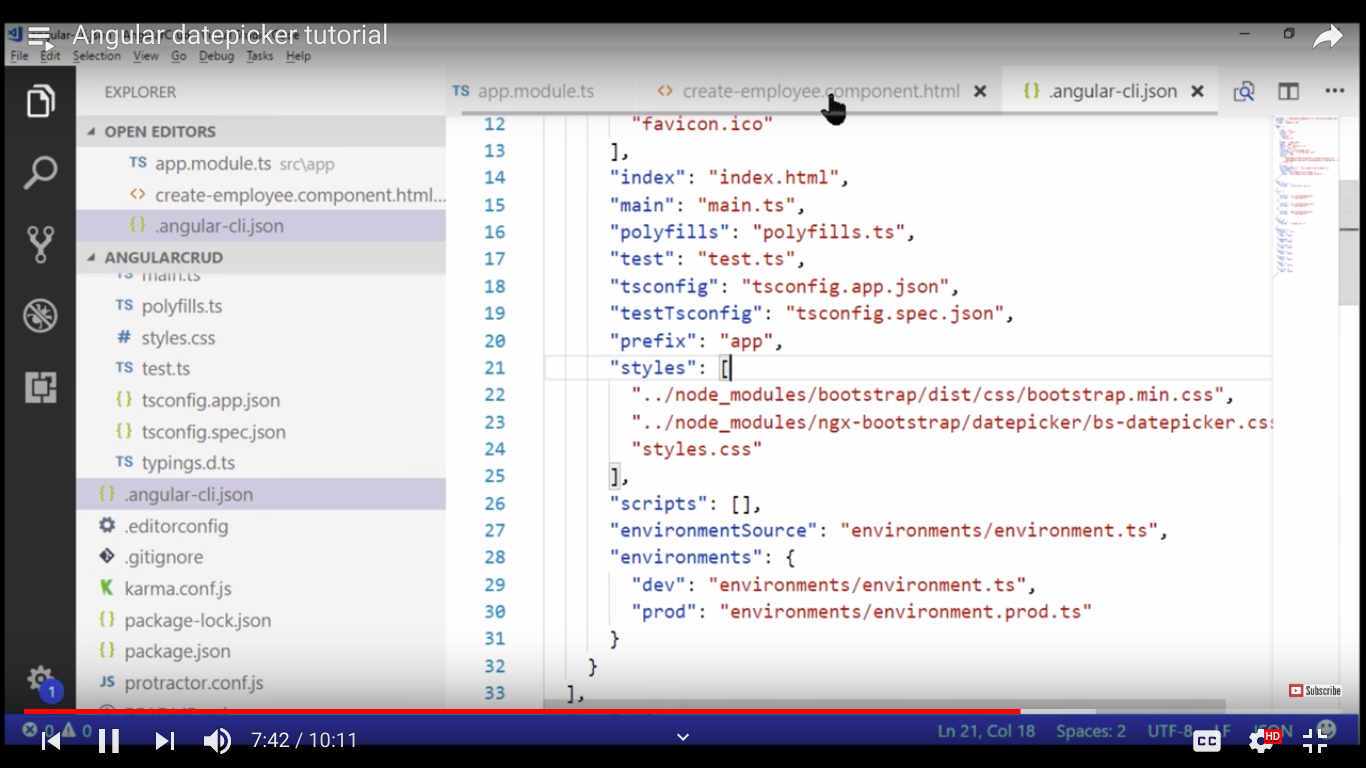 Angular datepicker tutorial
File Edit Selection View Go Debug Tasks Help
EXPLORER
OPEN EDITORS
TS app.module.ts src\app
<> create-employee.component.html...
{} .angular-cli.json
ANGULARCRUD
TS main.ts
TS polyfills.ts
# styles.css
TS test.ts
{} tsconfig.app.json
{} tsconfig.spec.json
TS typings.d.ts
{} .angular-cli.json
.editorconfig
.gitignore
K karma.conf.js
{} package-lock.json
{} package.json
JS protractor.conf.js
1
TS app.module.ts <> create-employee.component.html × {} .angular-cli.json × ...
12 "favicon.ico"
13 ],
14 "index": "index.html",
15 "main": "main.ts",
16 "polyfills": "polyfills.ts",
17 "test": "test.ts",
18 "tsconfig": "tsconfig.app.json",
19 "testTsconfig": "tsconfig.spec.json",
20 "prefix": "app",
21 "styles": [
22 "../node_modules/bootstrap/dist/css/bootstrap.min.css",
23 "../node_modules/ngx-bootstrap/datepicker/bs-datepicker.css
24 "styles.css"
25 ],
26 "scripts": [],
27 "environmentSource": "environments/environment.ts",
28 "environments": {
29 "dev": "environments/environment.ts",
30 "prod": "environments/environment.prod.ts"
31 }
32 }
33 ],
Subscribe
0 0 Ln 21, Col 18 Spaces: 2 UTF-8 LF JSON
7:42 / 10:11 CC HD